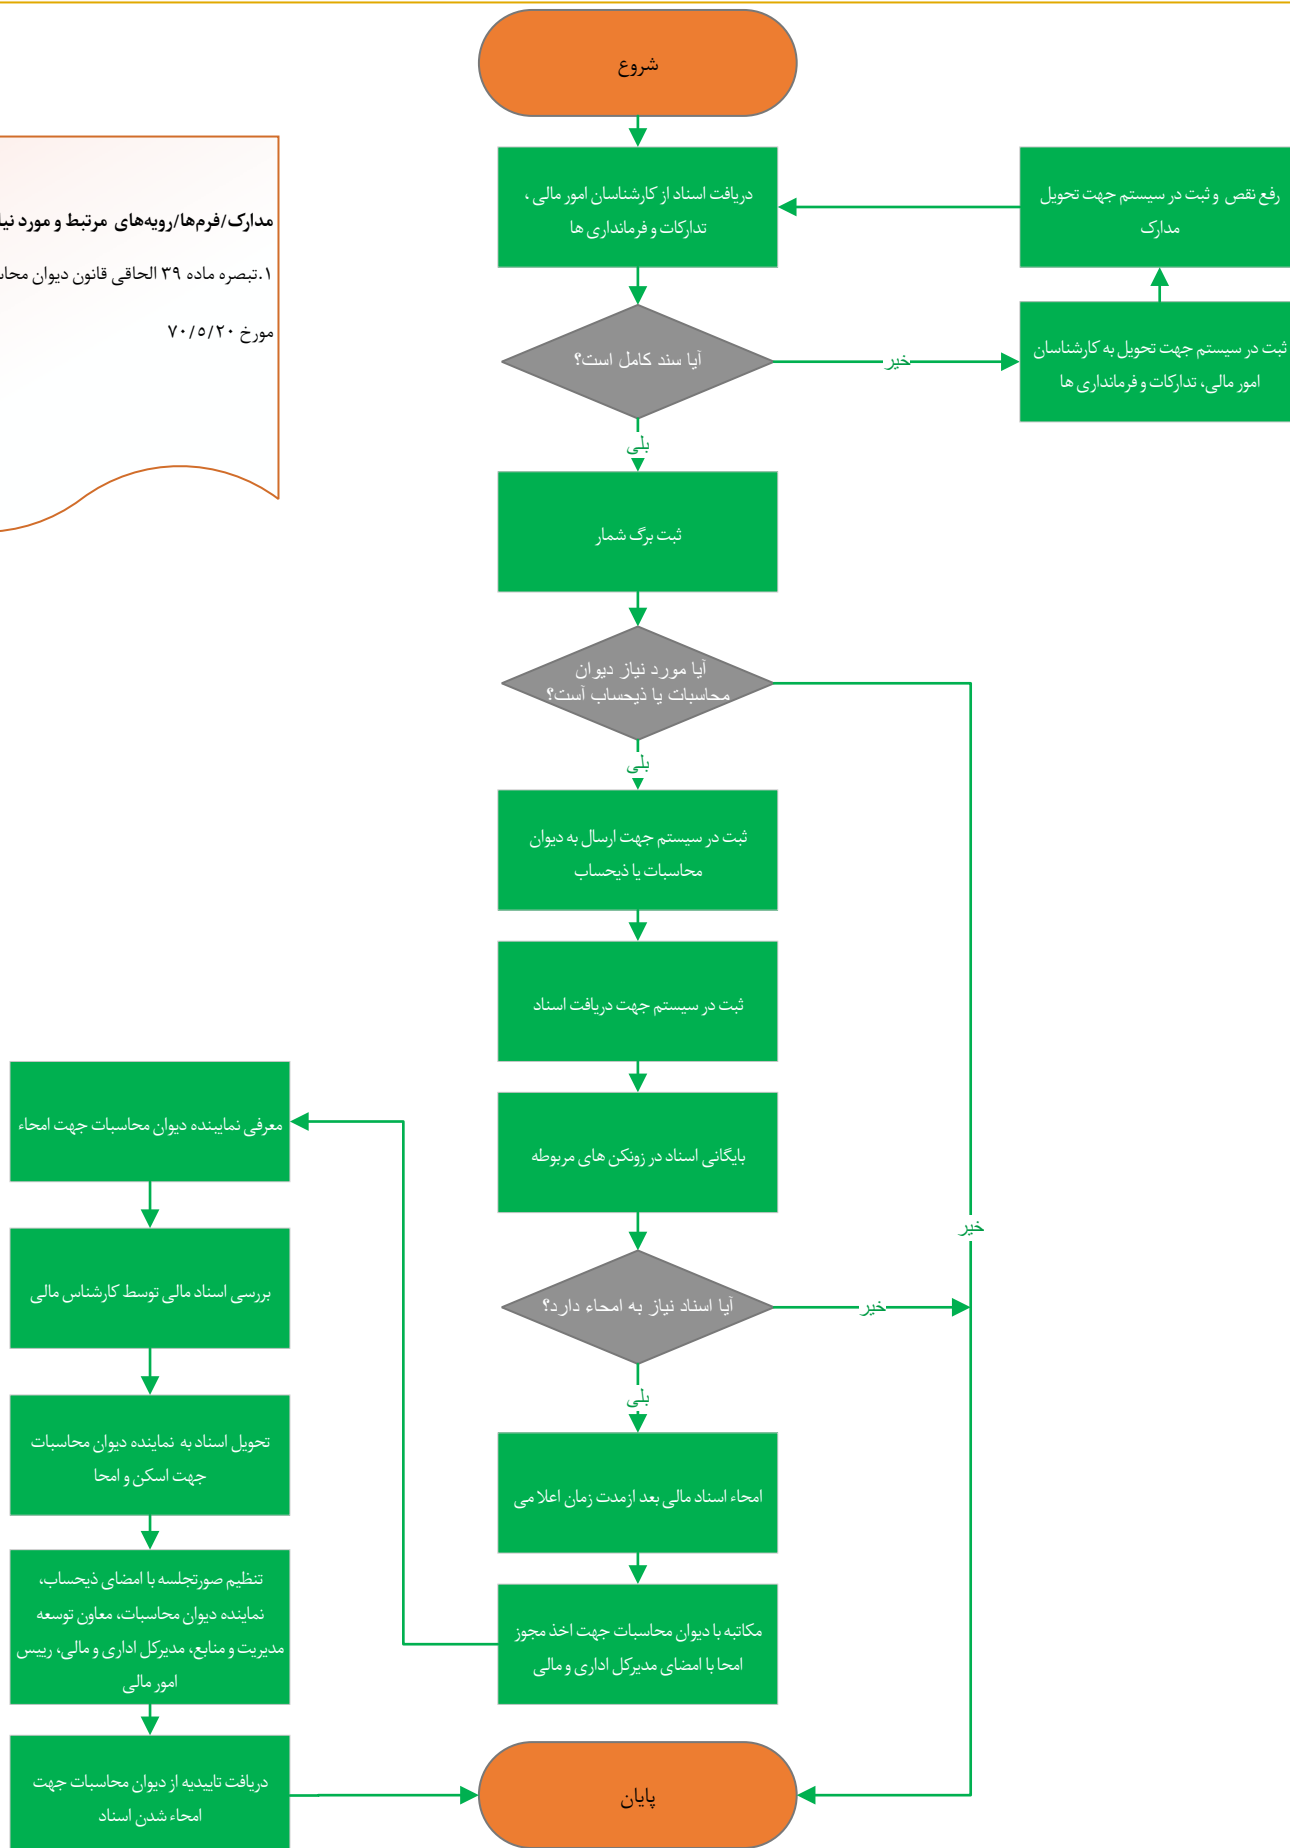 شروع
دریافت اسناد از کارشناسان امور مالی ،
تدارکات و فرمانداری ها
رفع نقص و ثبت در سیستم جهت تحویل
مدارک
مدارک/فرم‌ها/رویه‌های مرتبط و مورد
۱.تبصره ماده ۳۹ الحاقی قانون دیوان
مورخ ۷۰/۵/۲۰
آیا سند کامل است؟
خیر
ثبت در سیستم جهت تحویل به کارشناسان
امور مالی، تدارکات و فرمانداری ها
بلی
ثبت برگ شمار
آیا مورد نیاز دیوان
محاسبات یا ذیحساب آست؟
بلی
ثبت در سیستم جهت ارسال به دیوان
محاسبات یا ذیحساب
ثبت در سیستم جهت دریافت اسناد
بایگانی اسناد در زونکن های مربوطه
خیر
آیا اسناد نیاز به امحاء دارد؟
خیر
بلی
امحاء اسناد مالی بعد ازمدت زمان اعلا می
مکاتبه با دیوان محاسبات جهت اخذ مجوز
امحا با امضای مدیرکل اداری و مالی
معرفی نماینده دیوان محاسبات جهت امحاء
بررسی اسناد مالی توسط کارشناس مالی
تحویل اسناد به نماینده دیوان محاسبات
جهت اسکن و امحا
تنظیم صورتجلسه با امضای ذیحساب،
نماینده دیوان محاسبات، معاون توسعه
مدیریت و منابع، مدیرکل اداری و مالی، رییس
امور مالی
دریافت تاییدیه از دیوان محاسبات جهت
امحاء شدن اسناد
پایان